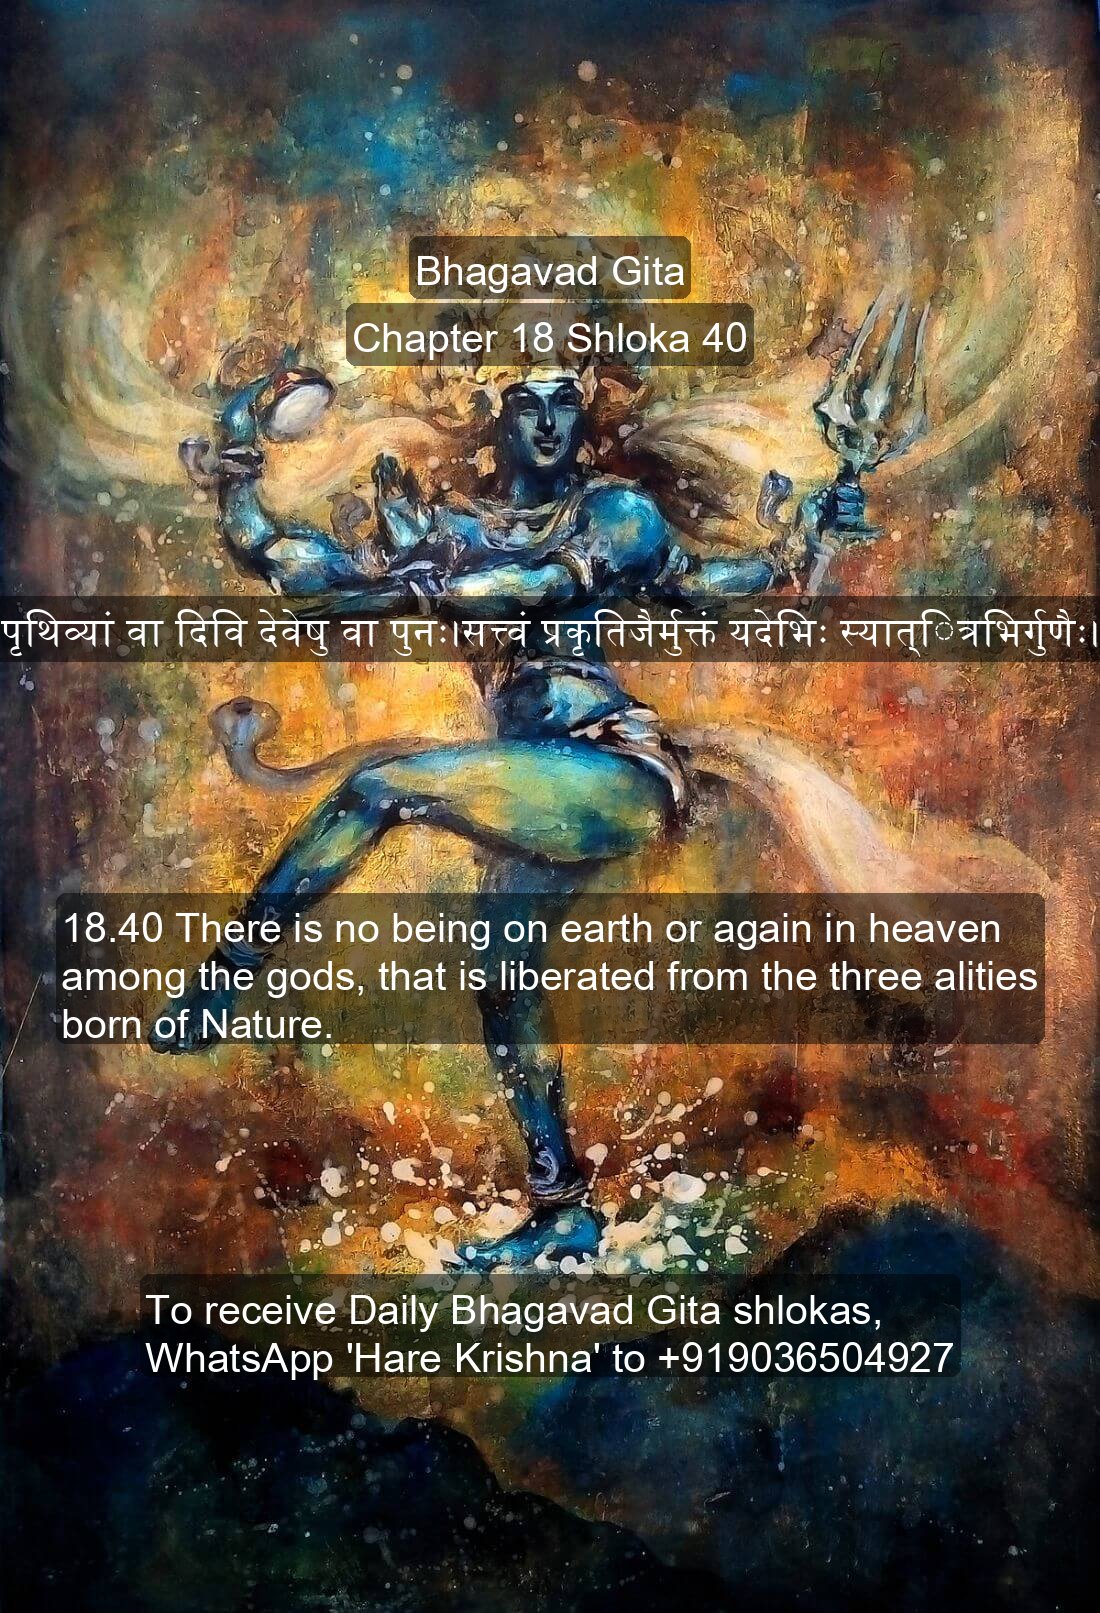 Bhagavad Gita
Chapter 18 Shloka 40
पृथिव्यां वा दिवि देवेषु वा पुनः।सत्त्वं प्रकृतिजैर्मुक्तं यदेभिः स्यात्ित्रभिर्गुणैः।
18.40 There is no being on earth or again in heaven
among the gods, that is liberated from the three alities
born of Nature.
To receive Daily Bhagavad Gita shlokas,
WhatsApp 'Hare Krishna' to +919036504927